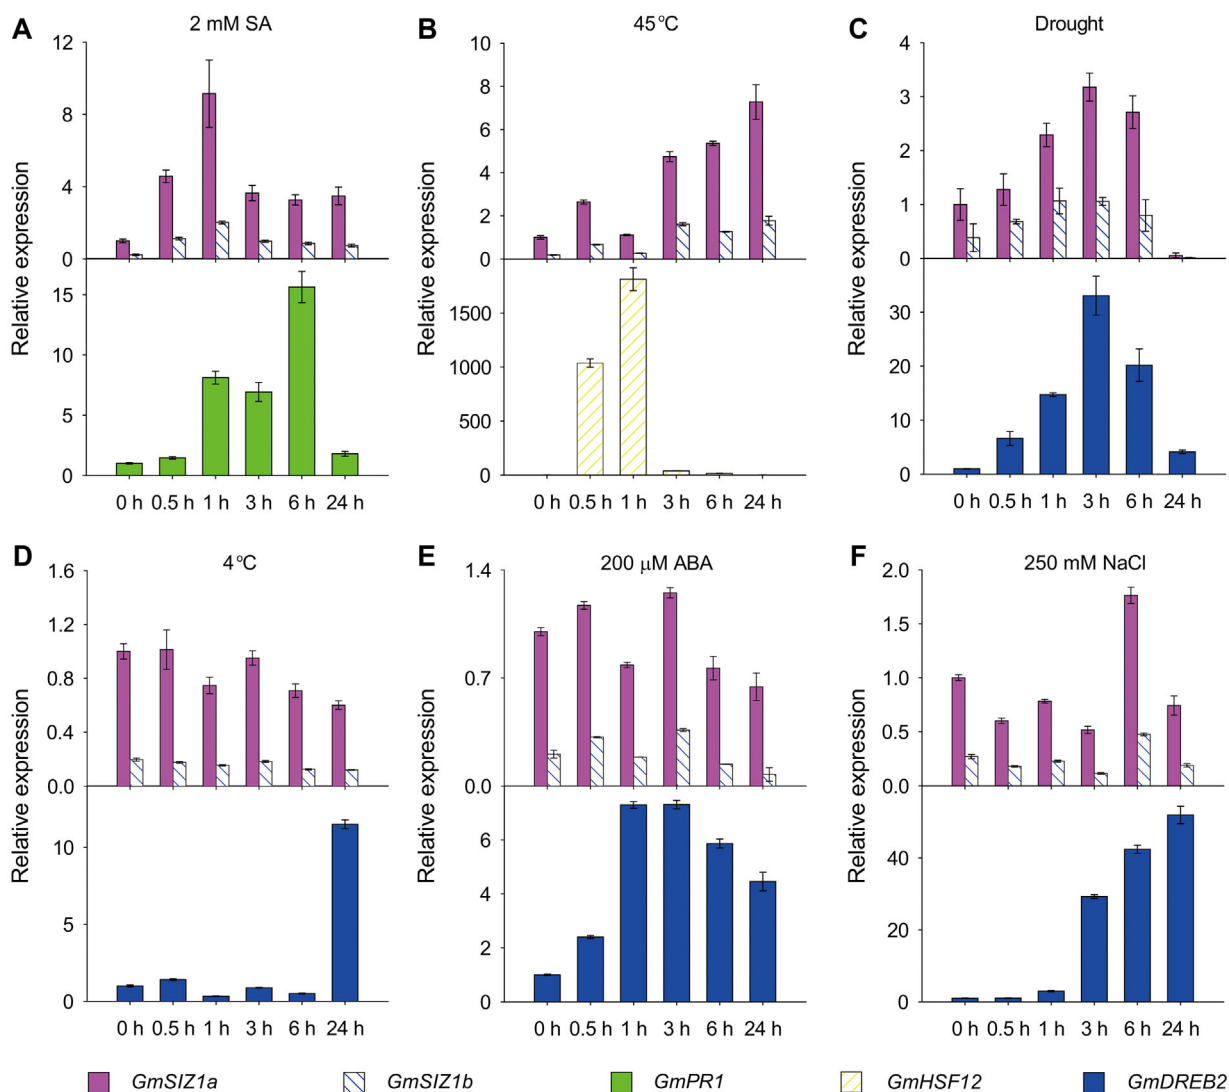 A
2 mM SA
Relative expression
12
8
4
0
15
10
5
0
0 h 0.5 h 1 h 3 h 6 h 24 h
B
45°C
Relative expression
10
8
6
4
2
0
1500
1000
500
0
0 h 0.5 h 1 h 3 h 6 h 24 h
C
Drought
Relative expression
4
3
2
1
0
30
20
10
0
0 h 0.5 h 1 h 3 h 6 h 24 h
D
4°C
Relative expression
1.6
1.2
0.8
0.4
0.0
10
5
0
0 h 0.5 h 1 h 3 h 6 h 24 h
E
200 μM ABA
Relative expression
1.4
0.7
0.0
6
4
2
0
0 h 0.5 h 1 h 3 h 6 h 24 h
F
250 mM NaCl
Relative expression
2.0
1.5
1.0
0.5
0.0
40
20
0
0 h 0.5 h 1 h 3 h 6 h 24 h
GmSIZ1a GmSIZ1b GmPR1 GmHSF12 GmDREB2